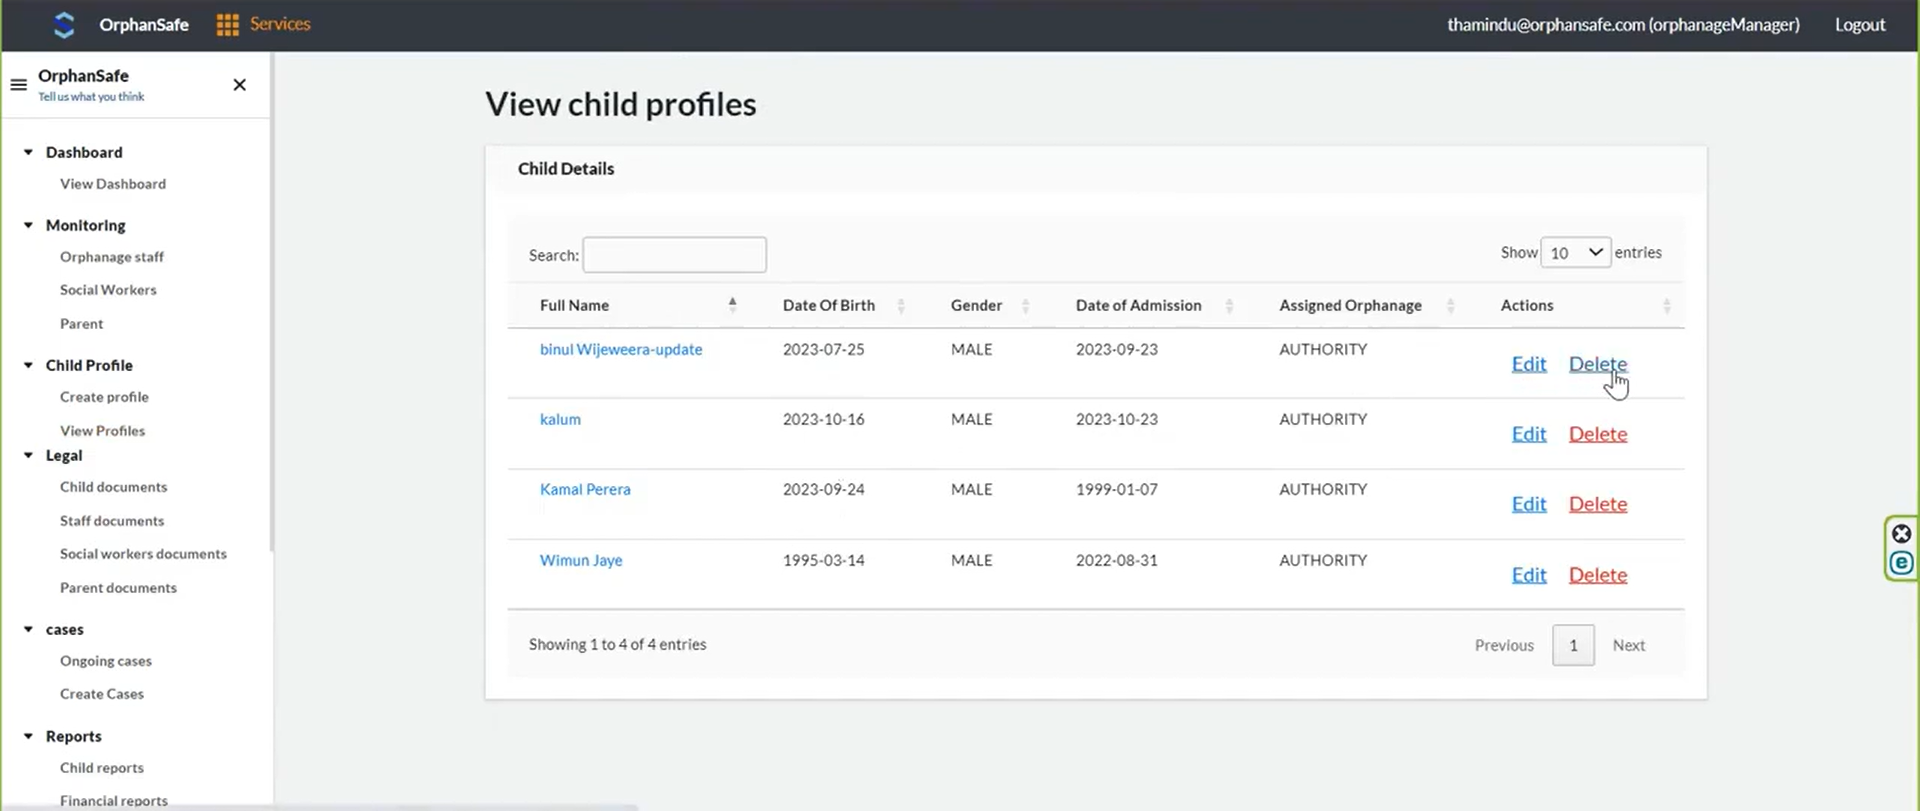 OrphanSafe Services thamindu@orphansafe.com (orphanageManager) Logout
OrphanSafe
Tell us what you think
Dashboard
View Dashboard
Monitoring
Orphanage staff
Social Workers
Parent
Child Profile
Create profile
View Profiles
Legal
Child documents
Staff documents
Social workers documents
Parent documents
cases
Ongoing cases
Create Cases
Reports
Child reports
Financial reports
View child profiles
Child Details
Search: Show 10 entries
Full Name Date Of Birth Gender Date of Admission Assigned Orphanage Actions
binul Wijeweera-update 2023-07-25 MALE 2023-09-23 AUTHORITY Edit Delete
kalum 2023-10-16 MALE 2023-10-23 AUTHORITY Edit Delete
Kamal Perera 2023-09-24 MALE 1999-01-07 AUTHORITY Edit Delete
Wimun Jaye 1995-03-14 MALE 2022-08-31 AUTHORITY Edit Delete
Showing 1 to 4 of 4 entries Previous 1 Next